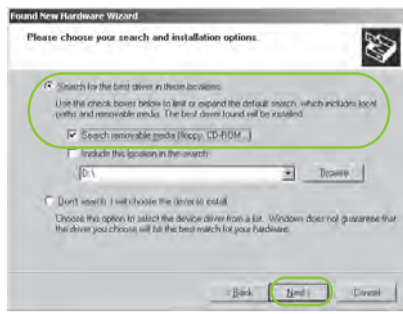 Found New Hardware Wizard
Please choose your search and installation options.
Search for the best driver in these locations.
Use the check boxes below to limit or expand the default search, which includes local
paths and removable media. The best driver found will be installed.
Search removable media (floppy, CD-ROM...)
Include this location in the search:
D:\
Browse
Don't search. I will choose the driver to install.
Choose this option to select the device driver from a list. Windows does not guarantee that
the driver you choose will be the best match for your hardware.
< Back
Next >
Cancel